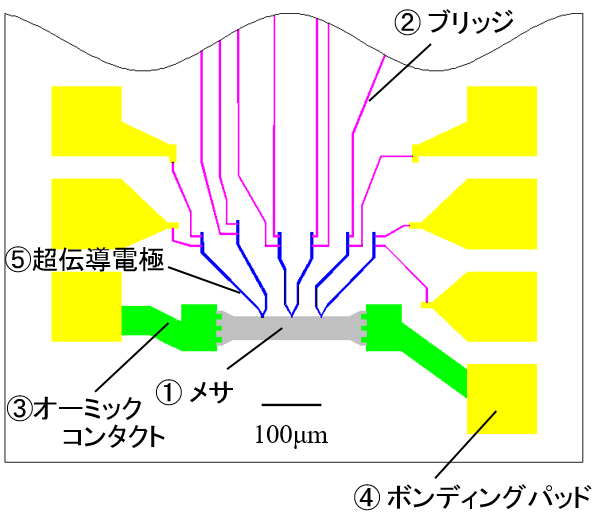 ② ブリッジ
⑤超伝導電極
① メサ
③オーミック
コンタクト
100μm
④ ボンディングパッド